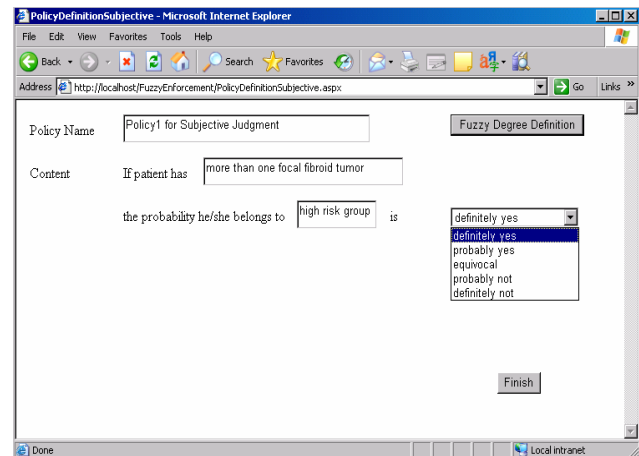 PolicyDefinitionSubjective - Microsoft Internet Explorer
File Edit View Favorites Tools Help
Back Search Favorites
Address http://localhost/FuzzyEnforcement/PolicyDefinitionSubjective.aspx Go Links »
Policy Name Policy1 for Subjective Judgment Fuzzy Degree Definition
Content If patient has more than one focal fibroid tumor
the probability he/she belongs to high risk group is definitely yes
definitely yes
probably yes
equivocal
probably not
definitely not
Finish
Done Local intranet